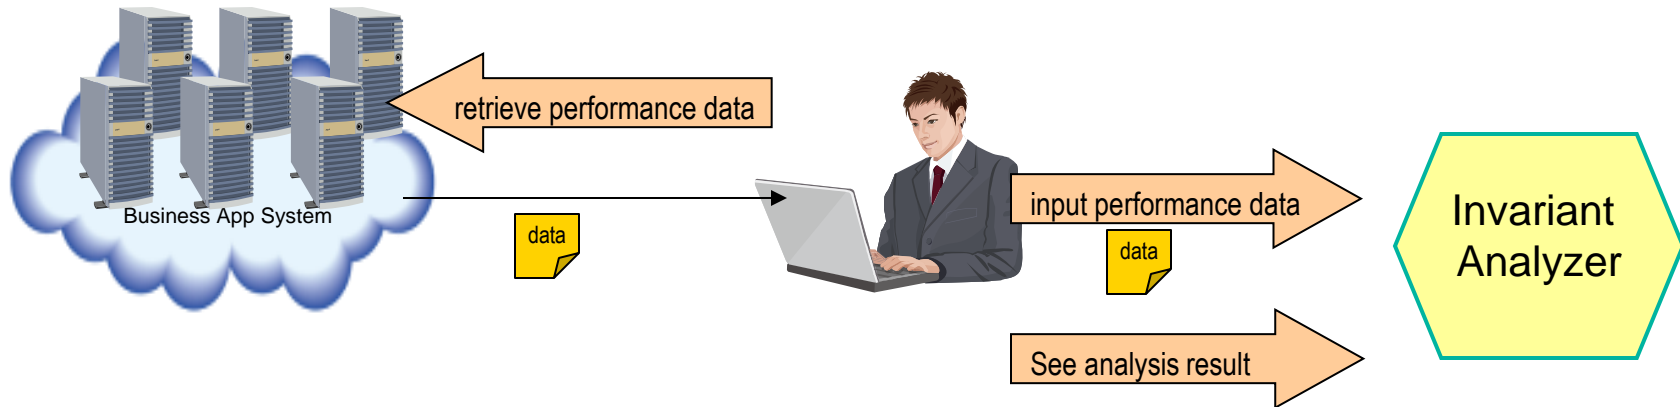 retrieve performance data
Business App System
data
input performance data
data
See analysis result
Invariant
Analyzer